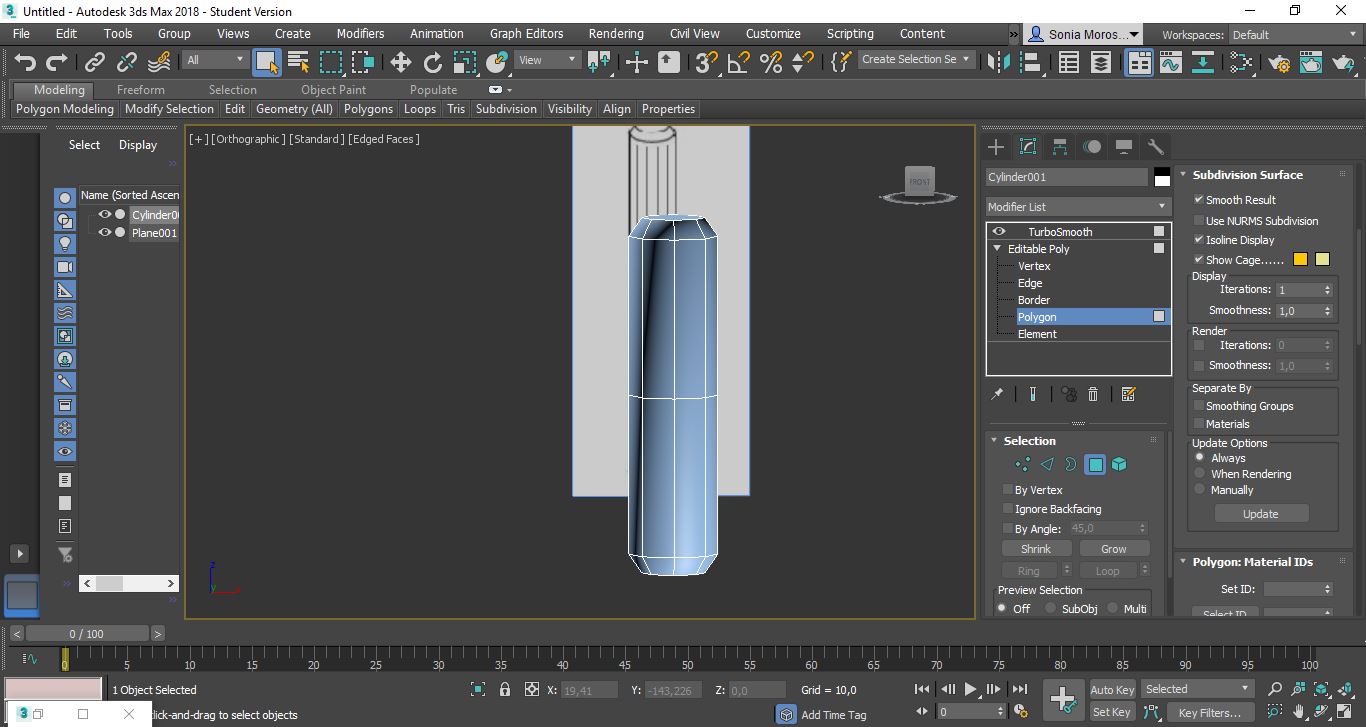 Untitled - Autodesk 3ds Max 2018 - Student Version
File Edit Tools Group Views Create Modifiers Animation Graph Editors Rendering Civil View Customize Scripting Content » Sonia Moros... Workspaces: Default
All View Create Selection Se
Modeling Freeform Selection Object Paint Populate
Polygon Modeling Modify Selection Edit Geometry (All) Polygons Loops Tris Subdivision Visibility Align Properties
Select Display
Name (Sorted Ascen
Cylinder0
Plane001
[+] [Orthographic] [Standard] [Edged Faces]
FRONT
z
y
x
Cylinder001
Modifier List
TurboSmooth
Editable Poly
Vertex
Edge
Border
Polygon
Element
Selection
By Vertex
Ignore Backfacing
By Angle: 45,0
Shrink Grow
Ring Loop
Preview Selection
Off SubObj Multi
Subdivision Surface
Smooth Result
Use NURMS Subdivision
Isoline Display
Show Cage......
Display
Iterations: 1
Smoothness: 1,0
Render
Iterations: 0
Smoothness: 1,0
Separate By
Smoothing Groups
Materials
Update Options
Always
When Rendering
Manually
Update
Polygon: Material IDs
Set ID:
Select ID
< 0 / 100 >
0 5 10 15 20 25 30 35 40 45 50 55 60 65 70 75 80 85 90 95 100
1 Object Selected X: 19,41 Y: -143,226 Z: 0,0 Grid = 10,0 Auto Key Selected
click-and-drag to select objects Add Time Tag 0 Set Key Key Filters...